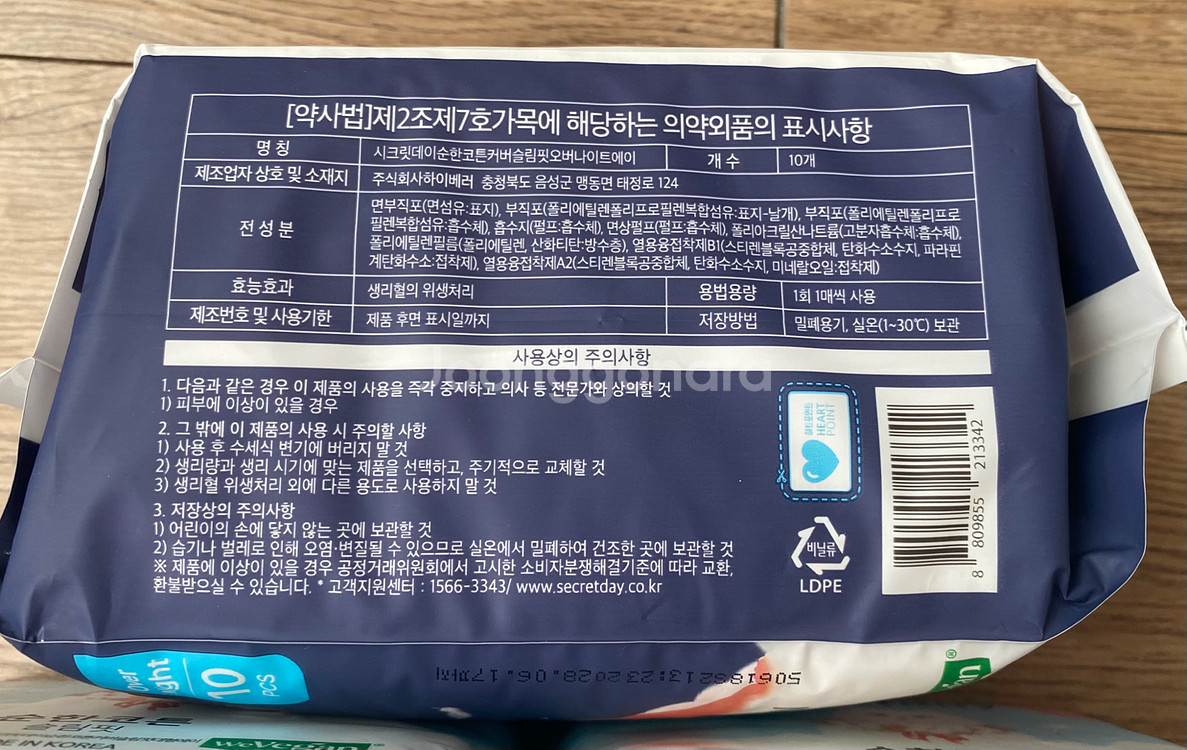 [약사법]제2조제7호가목에 해당하는 의약외품의 표시사항
명 칭 시크릿데이순한코튼커버슬림핏오버나이트에이 개 수 10개
제조업자 상호 및 소재지 주식회사하이베러 충청북도 음성군 맹동면 태정로 124
전 성 분
면부직포(면섬유:표지), 부직포(폴리에틸렌폴리프로필렌복합섬유:표지-날개), 부직포(폴리에틸렌폴리프로
필렌복합섬유:흡수체), 흡수지(펄프:흡수체), 면상펄프(펄프:흡수체), 폴리아크릴산나트륨(고분자흡수체:흡수체),
폴리에틸렌필름(폴리에틸렌, 산화티탄:방수층), 열용융접착제B1(스티렌블록공중합체, 탄화수소수지, 파라핀
계탄화수소:접착제), 열용융접착제A2(스티렌블록공중합체, 탄화수소수지, 미네랄오일:접착제)
효능효과 생리혈의 위생처리 용법용량 1회 1매씩 사용
제조번호 및 사용기한 제품 후면 표시일까지 저장방법 밀폐용기, 실온(1~30℃) 보관
사용상의 주의사항
1. 다음과 같은 경우 이 제품의 사용을 즉각 중지하고 의사 등 전문가와 상의할 것
1) 피부에 이상이 있을 경우
2. 그 밖에 이 제품의 사용 시 주의할 사항
1) 사용 후 수세식 변기에 버리지 말 것
2) 생리량과 생리 시기에 맞는 제품을 선택하고, 주기적으로 교체할 것
3) 생리혈 위생처리 외에 다른 용도로 사용하지 말 것
3. 저장상의 주의사항
1) 어린이의 손에 닿지 않는 곳에 보관할 것
2) 습기나 벌레로 인해 오염·변질될 수 있으므로 실온에서 밀폐하여 건조한 곳에 보관할 것
※ 제품에 이상이 있을 경우 공정거래위원회에서 고시한 소비자분쟁해결기준에 따라 교환,
환불받으실 수 있습니다. * 고객지원센터 : 1566-3343/ www.secretday.co.kr
하트포인트
HEART
POINT
비닐류
LDPE
8 809855 213342
Joonggonara
Over
night
10
PCS
50618S213:23 2028.06.17까지
순한코튼
슬림핏
MADE IN KOREA
weVegan